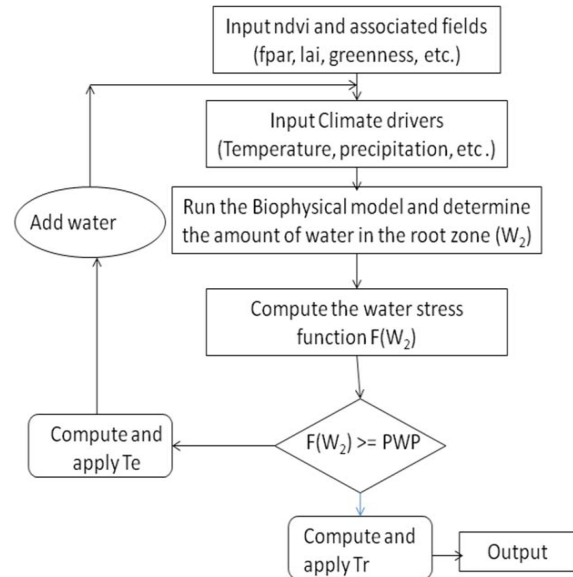 Input ndvi and associated fields
(fpar, lai, greenness, etc.)
Input Climate drivers
(Temperature, precipitation, etc.)
Add water
Run the Biophysical model and determine
the amount of water in the root zone (W₂)
Compute the water stress
function F(W₂)
Compute and
apply Te
F(W₂) >= PWP
Compute and
apply Tr
Output